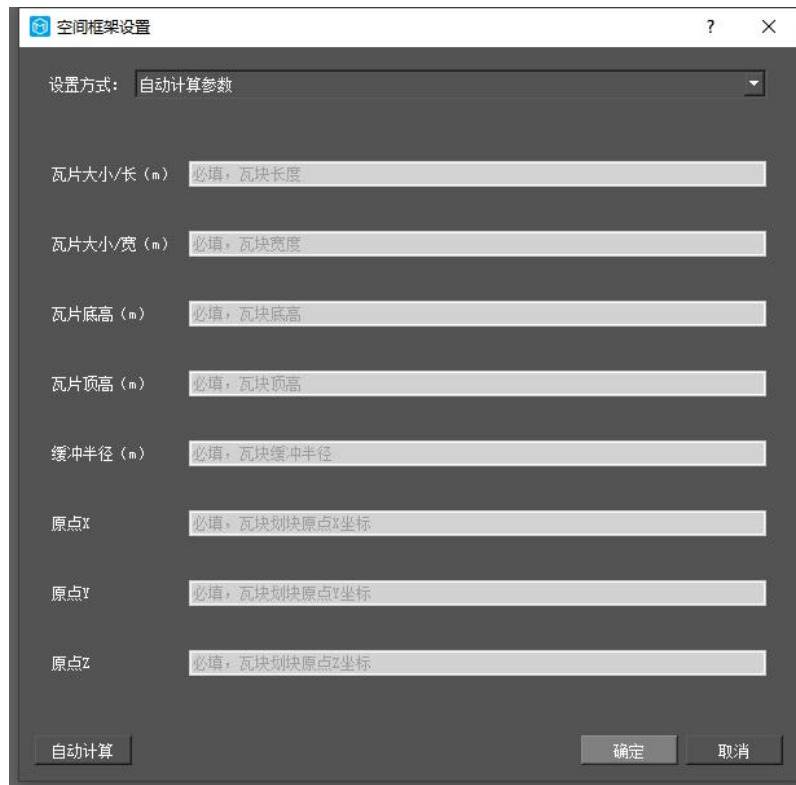 空间框架设置 ?
设置方式： 自动计算参数
瓦片大小/长（m） 必填，瓦块长度
瓦片大小/宽（m） 必填，瓦块宽度
瓦片底高（m） 必填，瓦块底高
瓦片顶高（m） 必填，瓦块顶高
缓冲半径（m） 必填，瓦块缓冲半径
原点X 必填，瓦块划块原点X坐标
原点Y 必填，瓦块划块原点Y坐标
原点Z 必填，瓦块划块原点Z坐标
自动计算 确定 取消